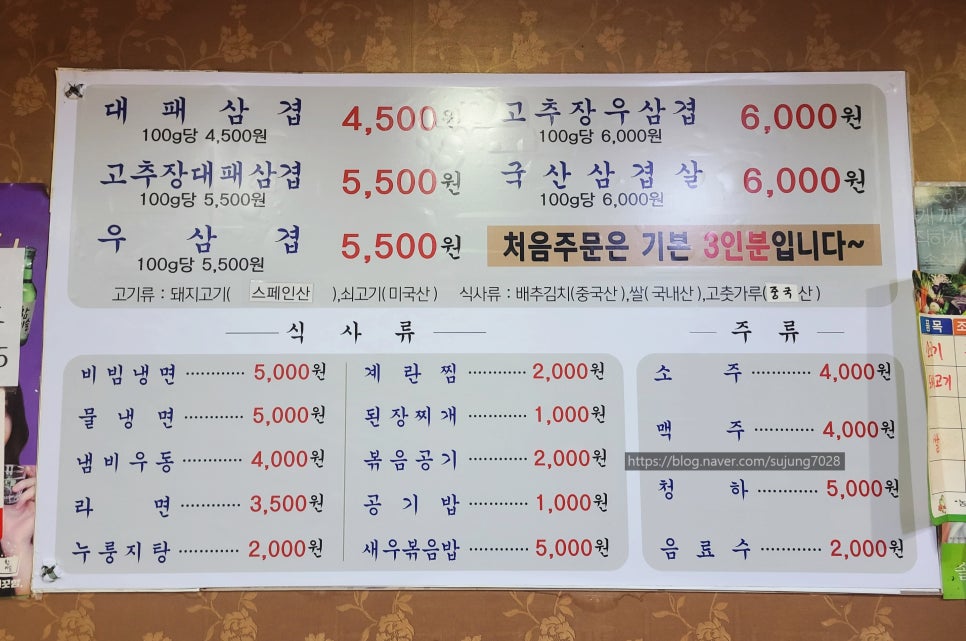 대패삼겹 4,500원
100g당 4,500원
고추장우삼겹 6,000원
100g당 6,000원
고추장대패삼겹 5,500원
100g당 5,500원
국산삼겹살 6,000원
100g당 6,000원
우삼겹 5,500원
100g당 5,500원
처음주문은 기본 3인분입니다~
고기류 : 돼지고기( 스페인산 ),쇠고기(미국산) 식사류 : 배추김치(중국산),쌀(국내산),고춧가루(중국산)
식사류
비빔냉면 ············ 5,000원
물냉면 ············ 5,000원
냄비우동 ············ 4,000원
라면 ············ 3,500원
누룽지탕 ············ 2,000원
계란찜 ············ 2,000원
된장찌개 ············ 1,000원
볶음공기 ············ 2,000원
공기밥 ············ 1,000원
새우볶음밥 ············ 5,000원
주류
소주 ············ 4,000원
맥주 ············ 4,000원
https://blog.naver.com/sujung7028
청하 ············ 5,000원
음료수 ············ 2,000원
품목